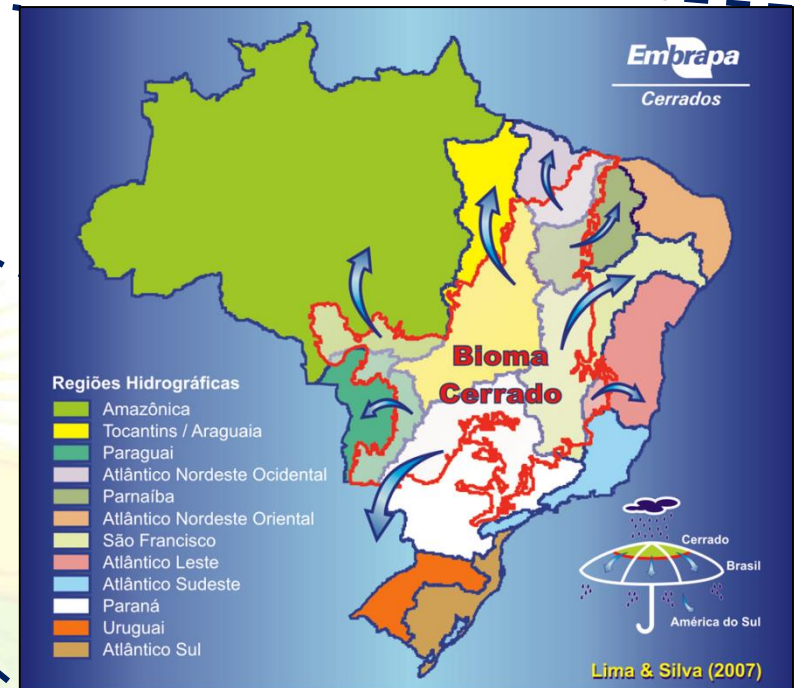 Embrapa
Cerrados
Bioma
Cerrado
Regiões Hidrográficas
Amazônica
Tocantins / Araguaia
Paraguai
Atlântico Nordeste Ocidental
Parnaíba
Atlântico Nordeste Oriental
São Francisco
Atlântico Leste
Atlântico Sudeste
Paraná
Uruguai
Atlântico Sul
Cerrado
Brasil
América do Sul
Lima & Silva (2007)